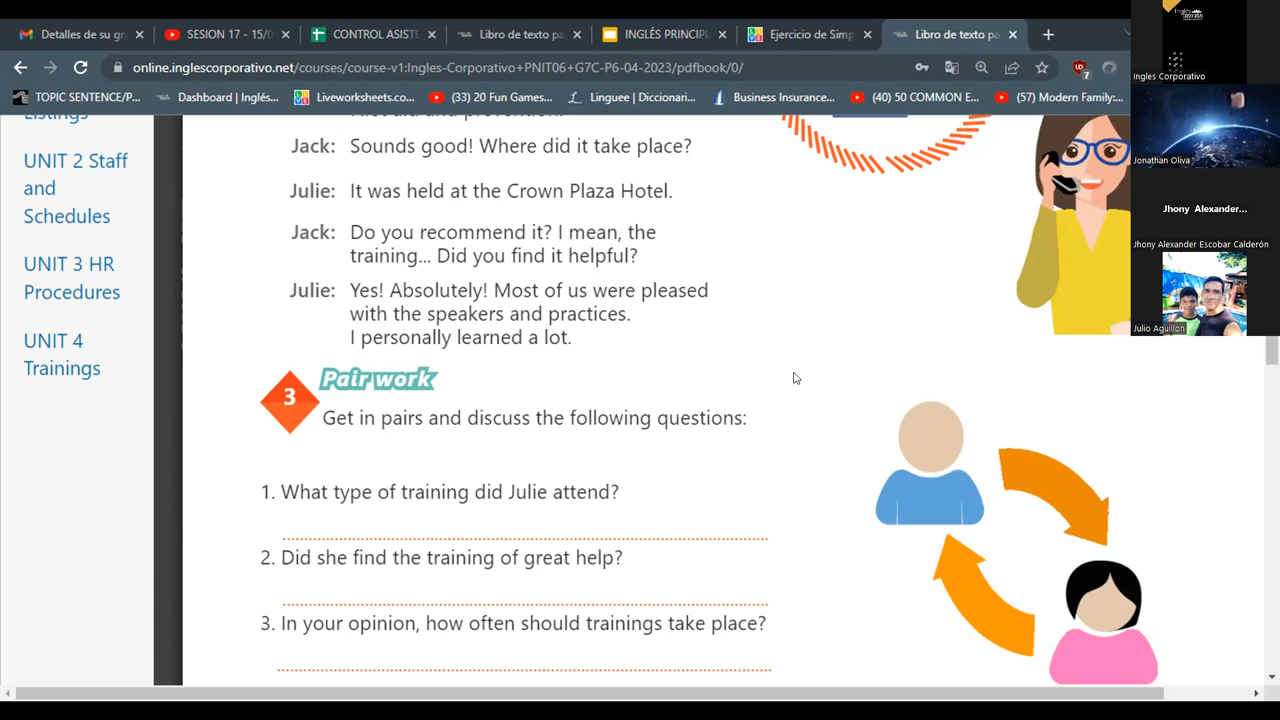 Detalles de su gn
SESION 17 - 15/0
CONTROL ASIST
Libro de texto pa
INGLÉS PRINCIPI
Ejercicio de Simp
Libro de texto pa
online.inglescorporativo.net/courses/course-v1:Ingles-Corporativo+PNIT06+G7C-P6-04-2023/pdfbook/0/
7
TOPIC SENTENCE/P...
Dashboard | Inglés...
Liveworksheets.co...
(33) 20 Fun Games...
Linguee | Diccionari...
Business Insurance...
(40) 50 COMMON E...
(57) Modern Family:...
Listings
UNIT 2 Staff
and
Schedules
UNIT 3 HR
Procedures
UNIT 4
Trainings
Jack: Sounds good! Where did it take place?
Julie: It was held at the Crown Plaza Hotel.
Jack: Do you recommend it? I mean, the
training... Did you find it helpful?
Julie: Yes! Absolutely! Most of us were pleased
with the speakers and practices.
I personally learned a lot.
3 Pair work
Get in pairs and discuss the following questions:
1. What type of training did Julie attend?
2. Did she find the training of great help?
3. In your opinion, how often should trainings take place?
Ingles Corporativo
Jonathan Oliva
Jhony Alexander...
Jhony Alexander Escobar Calderón
Julio Aguillon